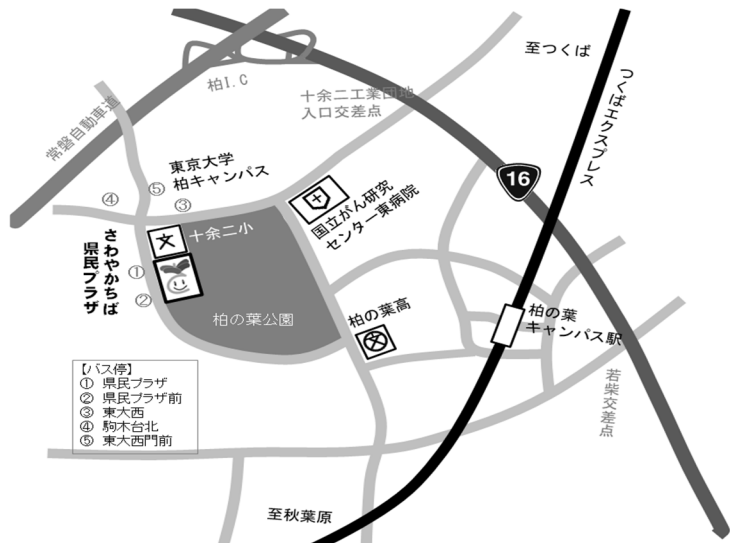 至つくば
柏I.C
十余二工業団地
入口交差点
つくばエクスプレス
常磐自動車道
東京大学
柏キャンパス
16
④
⑤
③
国立がん研究
センター東病院
十余二小
文
さわやかちば
県民プラザ
①
②
柏の葉公園
柏の葉高
文
柏の葉
キャンパス駅
【バス停】
① 県民プラザ
② 県民プラザ前
③ 東大西
④ 駒木台北
⑤ 東大西門前
若柴交差点
至秋葉原